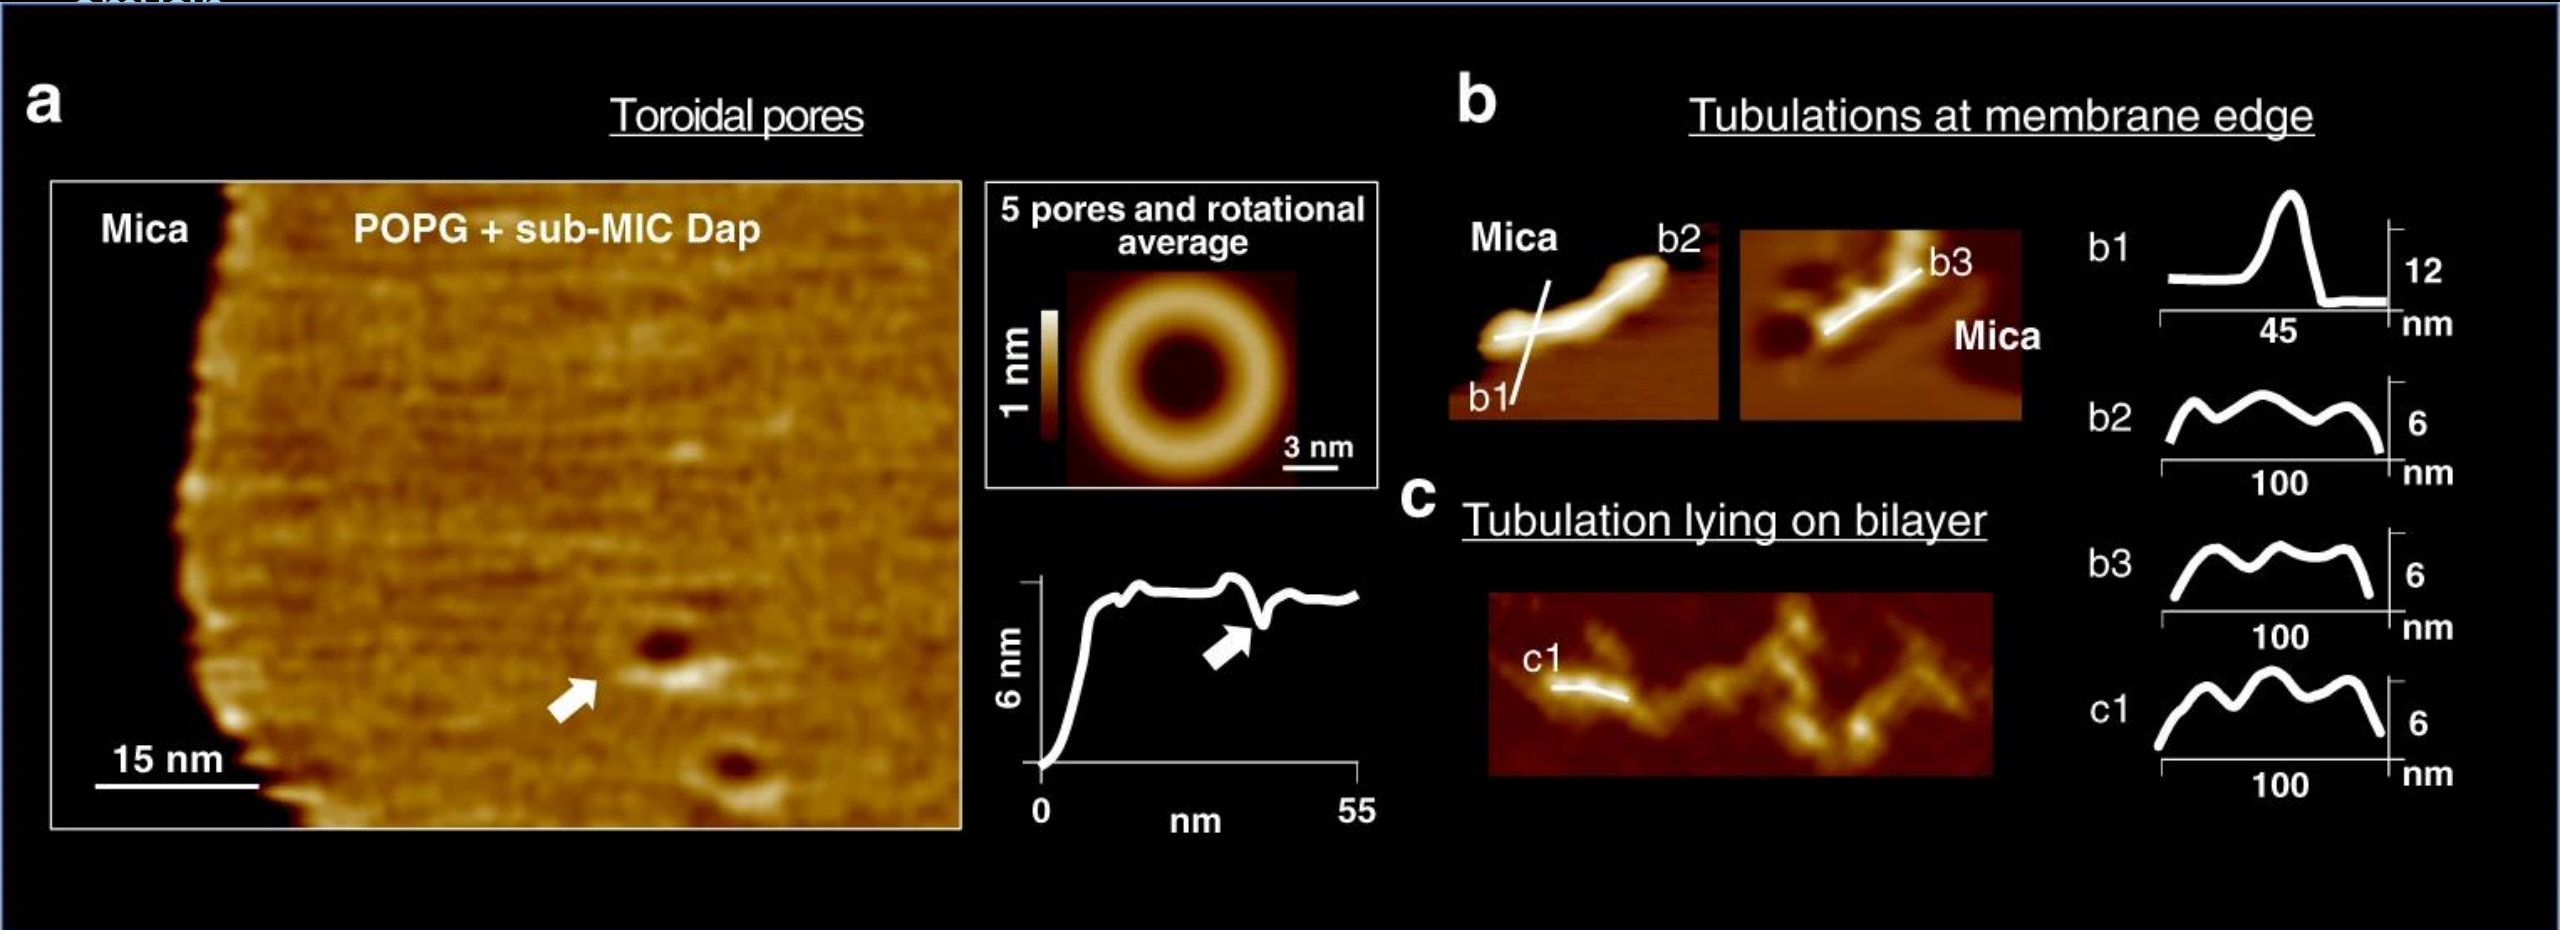 a
Toroidal pores
Mica
POPG + sub-MIC Dap
15 nm
5 pores and rotational
average
1 nm
3 nm
6 nm
0
nm
55
b
Tubulations at membrane edge
Mica
b2
b1
b3
Mica
b1
12
45
nm
b2
6
100
nm
b3
6
100
nm
c
Tubulation lying on bilayer
c1
c1
6
100
nm